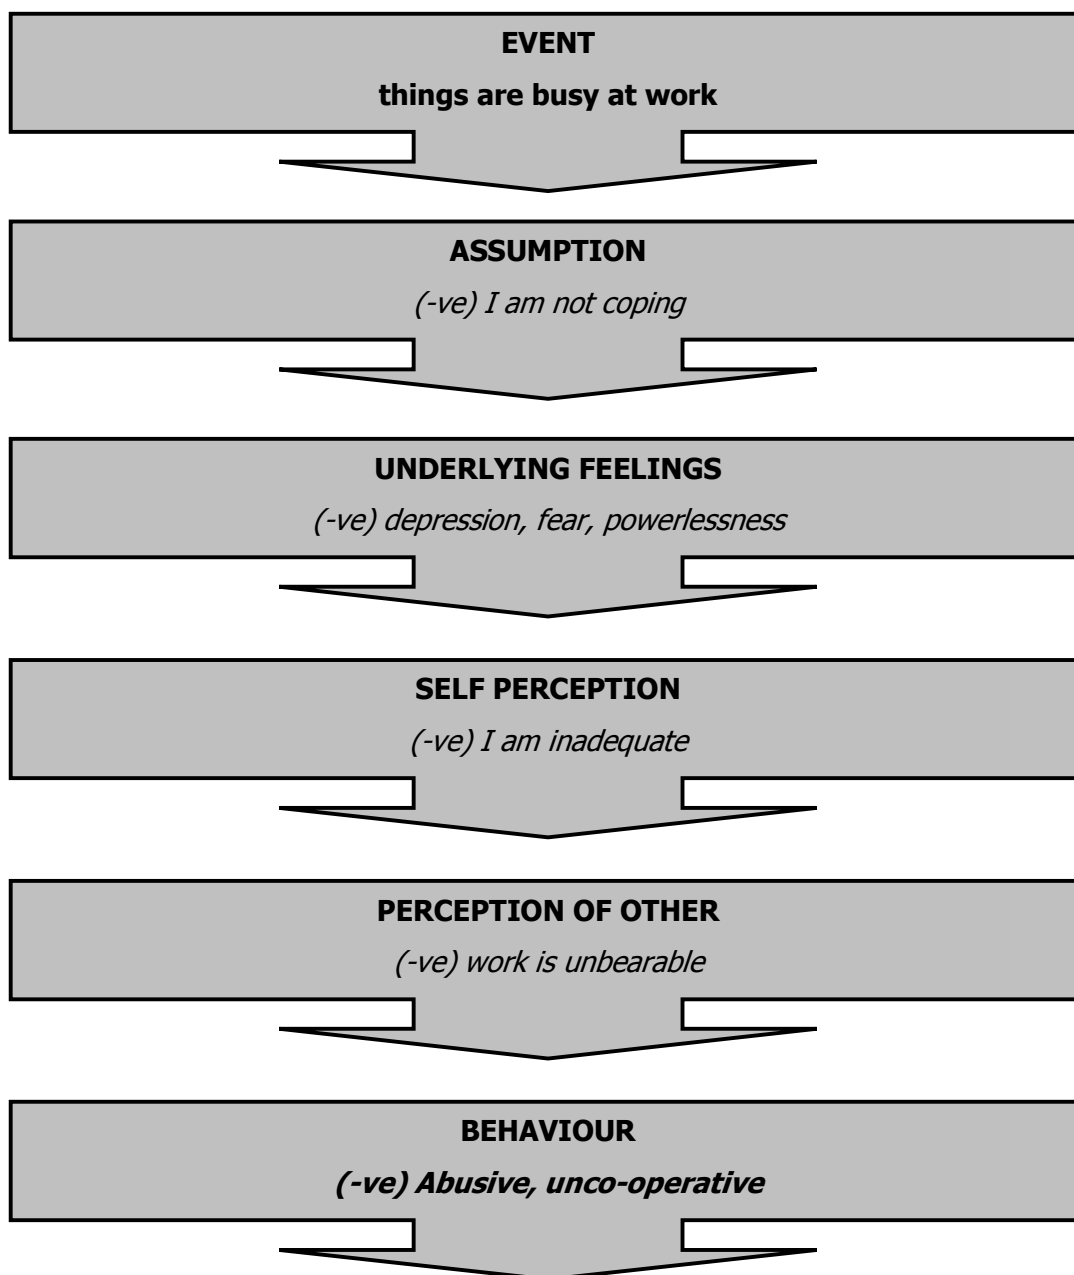 EVENT
things are busy at work
ASSUMPTION
(-ve) I am not coping
UNDERLYING FEELINGS
(-ve) depression, fear, powerlessness
SELF PERCEPTION
(-ve) I am inadequate
PERCEPTION OF OTHER
(-ve) work is unbearable
BEHAVIOUR
(-ve) Abusive, unco-operative